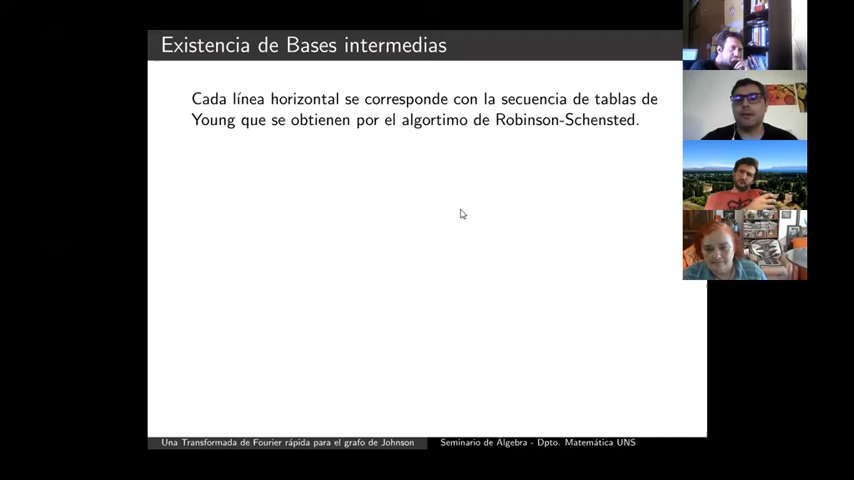 Existencia de Bases intermedias
Cada línea horizontal se corresponde con la secuencia de tablas de
Young que se obtienen por el algortimo de Robinson-Schensted.
Una Transformada de Fourier rápida para el grafo de Johnson
Seminario de Álgebra - Dpto. Matemática UNS